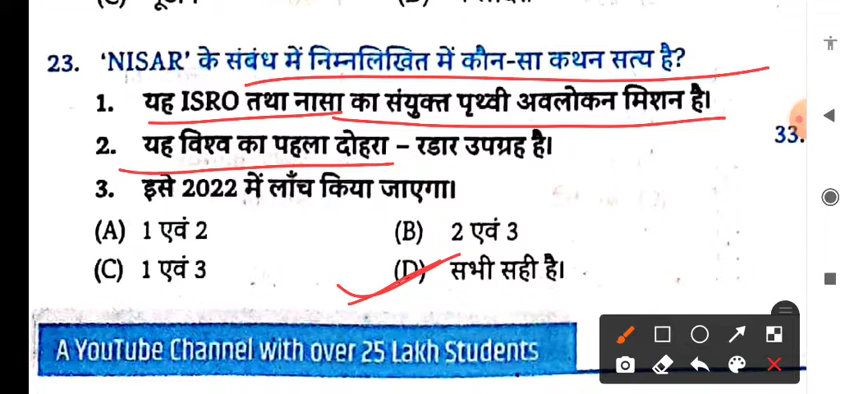 23. 'NISAR' के संबंध में निम्नलिखित में कौन-सा कथन सत्य है?
1. यह ISRO तथा नासा का संयुक्त पृथ्वी अवलोकन मिशन है।
2. यह विश्व का पहला दोहरा – रडार उपग्रह है।
33.
3. इसे 2022 में लाँच किया जाएगा।
(A) 1 एवं 2 (B) 2 एवं 3
(C) 1 एवं 3 (D) सभी सही है।
A YouTube Channel with over 25 Lakh Students